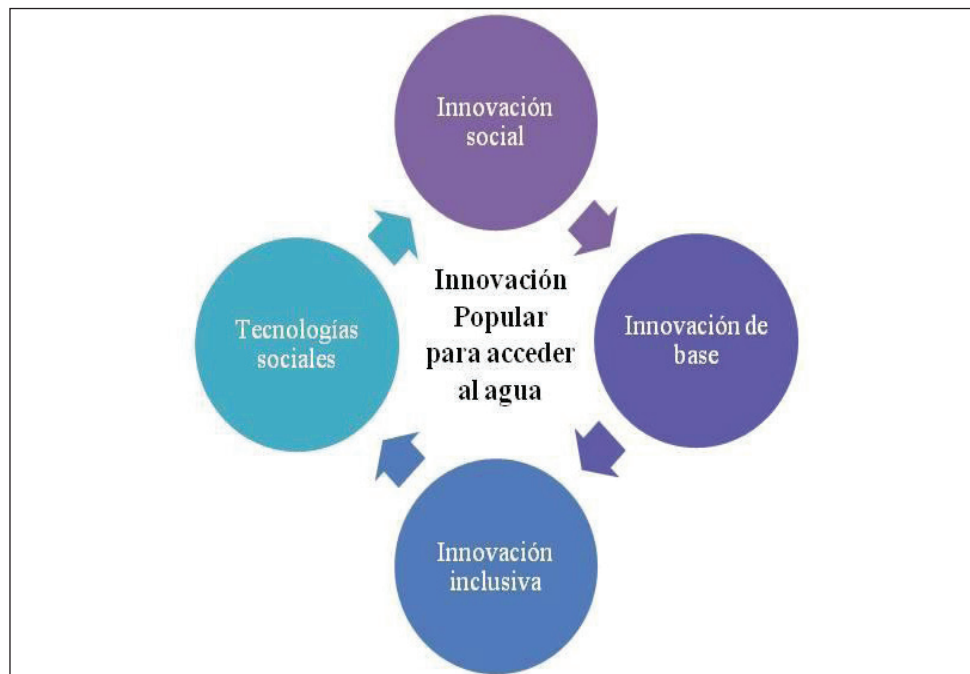 Innovación
social
Innovación
Popular
para acceder
al agua
Tecnologías
sociales
Innovación de
base
Innovación
inclusiva